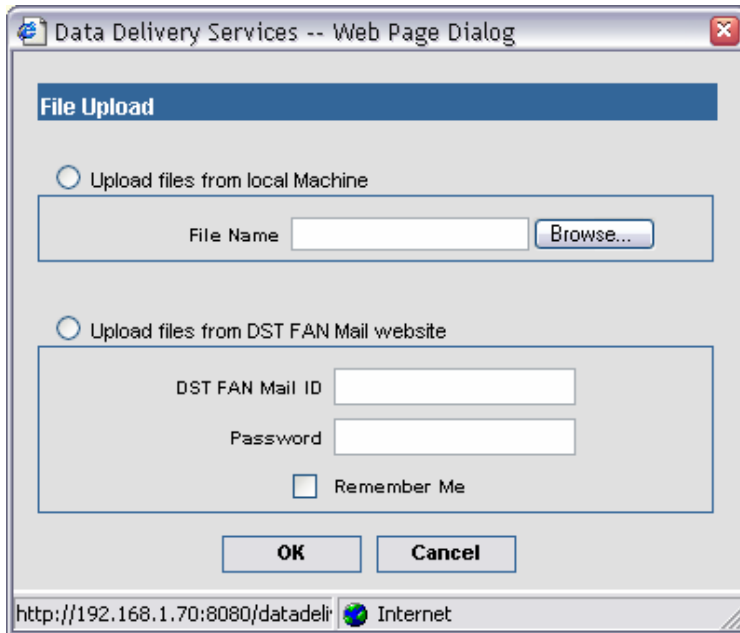 Data Delivery Services -- Web Page Dialog
File Upload
Upload files from local Machine
File Name Browse...
Upload files from DST FAN Mail website
DST FAN Mail ID
Password
Remember Me
OK Cancel
http://192.168.1.70:8080/datadeli Internet